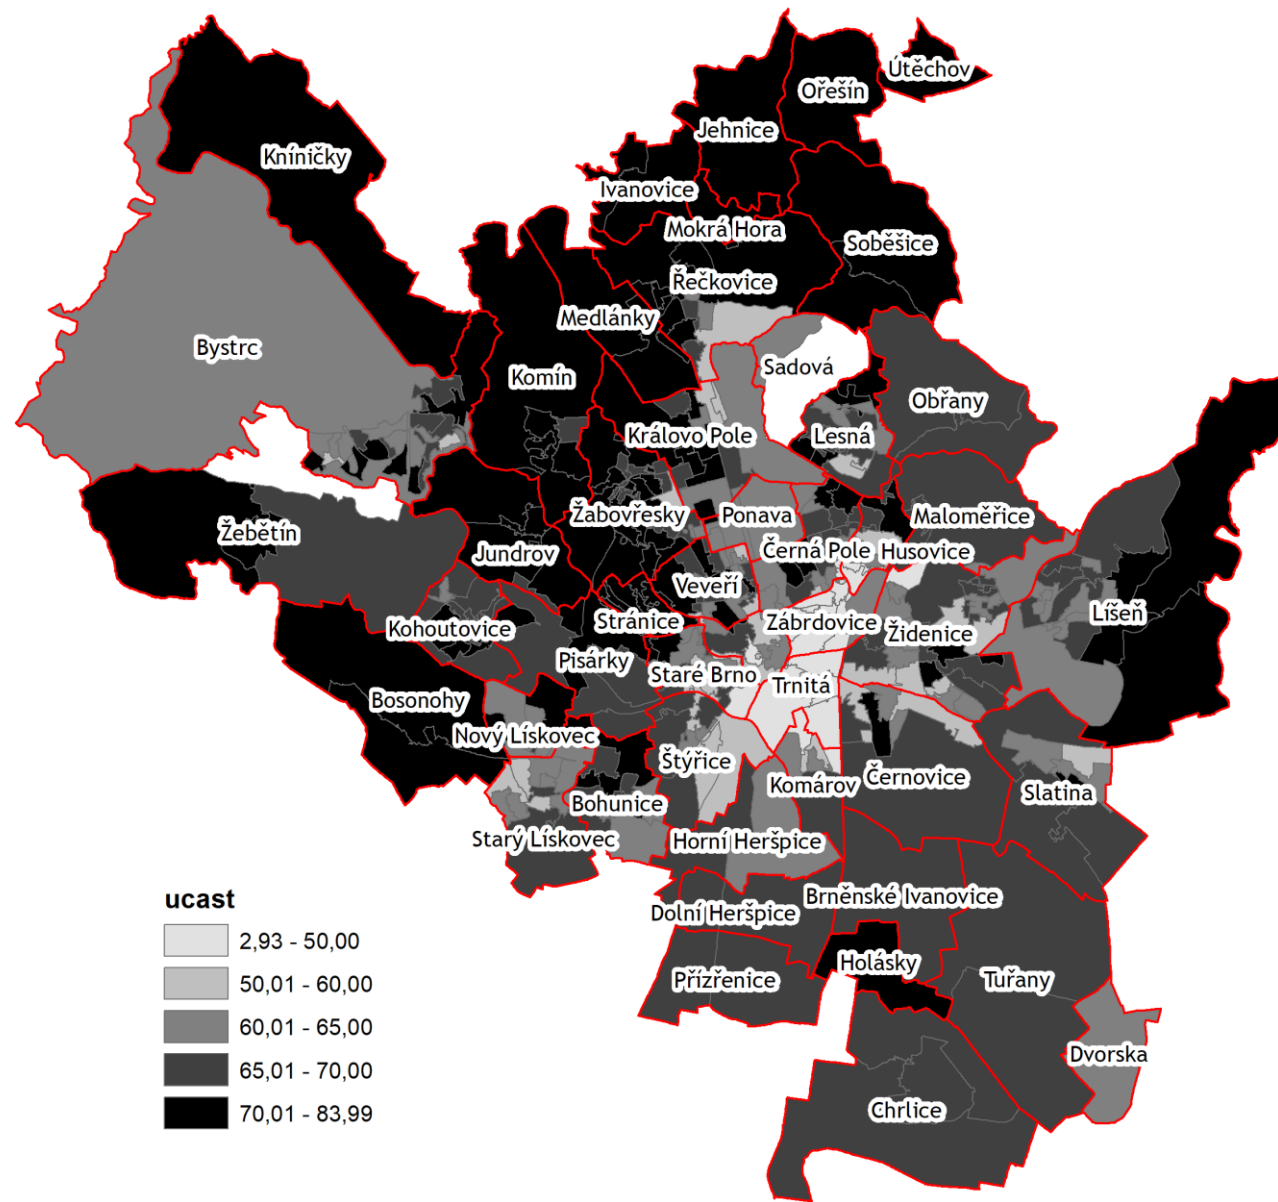 Útěchov
Ořešín
Jehnice
Kníničky
Ivanovice
Mokrá Hora
Soběšice
Řečkovice
Medlánky
Bystrc
Sadová
Komín
Obřany
Královo Pole
Lesná
Žabovřesky
Ponava
Maloměřice
Žebětín
Jundrov
Černá Pole
Husovice
Veveří
Líšeň
Stránice
Zábrdovice
Kohoutovice
Židenice
Pisárky
Staré Brno
Trnitá
Bosonohy
Nový Lískovec
Štýřice
Komárov
Černovice
Slatina
Bohunice
Starý Lískovec
Horní Heršpice
Brněnské Ivanovice
Dolní Heršpice
Holásky
Přízřenice
Tuřany
Dvorska
Chrlice
ucast
2,93 - 50,00
50,01 - 60,00
60,01 - 65,00
65,01 - 70,00
70,01 - 83,99